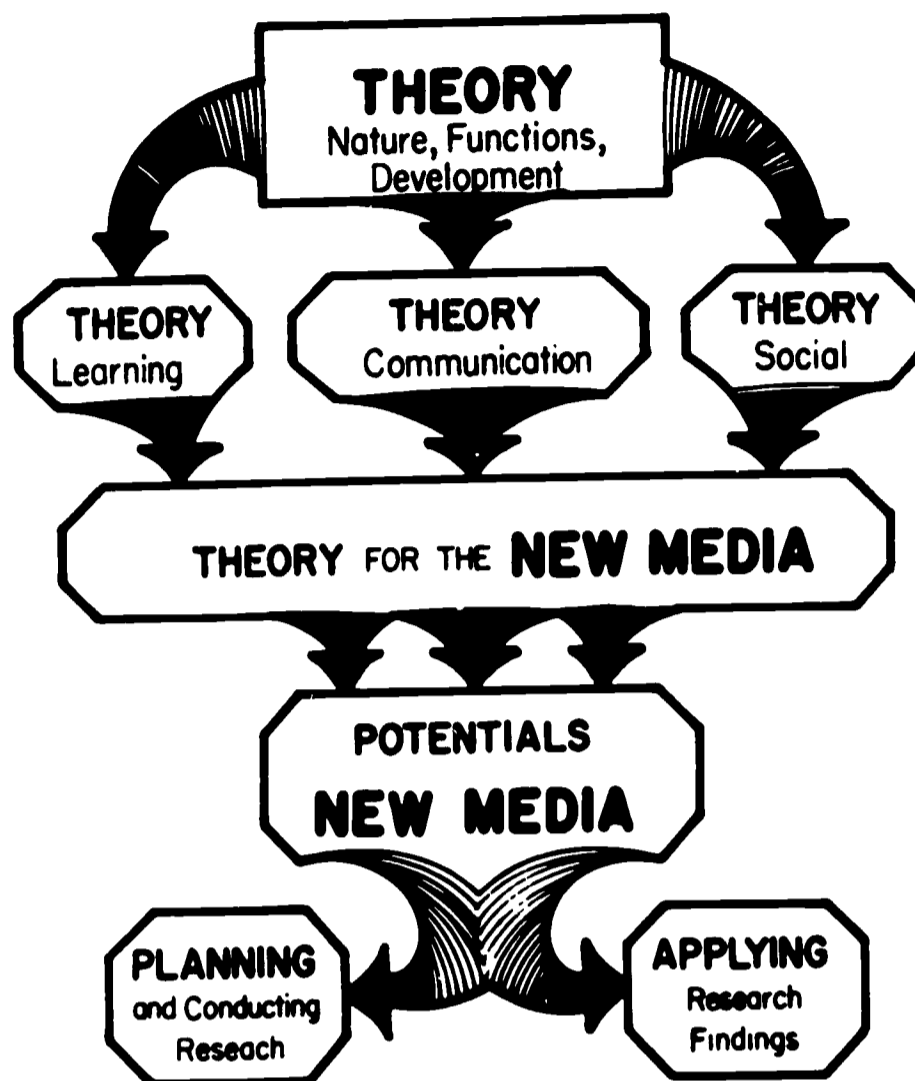 THEORY
Nature, Functions,
Development
THEORY
Learning
THEORY
Communication
THEORY
Social
THEORY FOR THE NEW MEDIA
POTENTIALS
NEW MEDIA
PLANNING
and Conducting
Reseach
APPLYING
Research
Findings